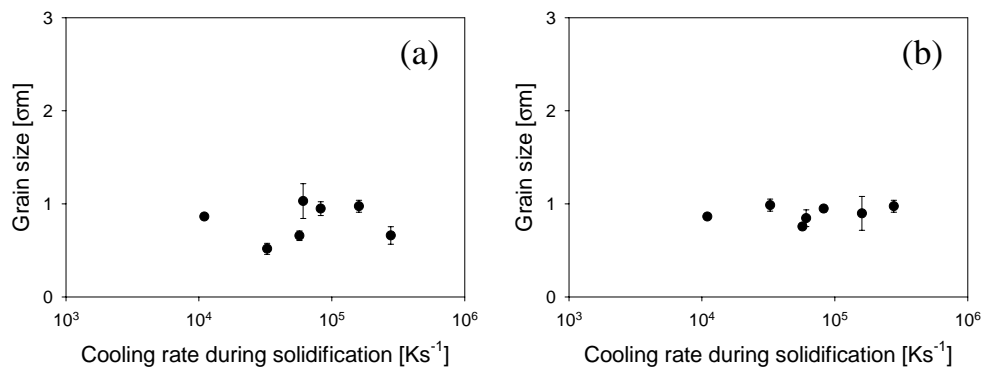 (a)
Grain size [σm]
3
2
1
0
10³ 10⁴ 10⁵ 10⁶
Cooling rate during solidification [Ks⁻¹]
(b)
Grain size [σm]
3
2
1
0
10³ 10⁴ 10⁵ 10⁶
Cooling rate during solidification [Ks⁻¹]